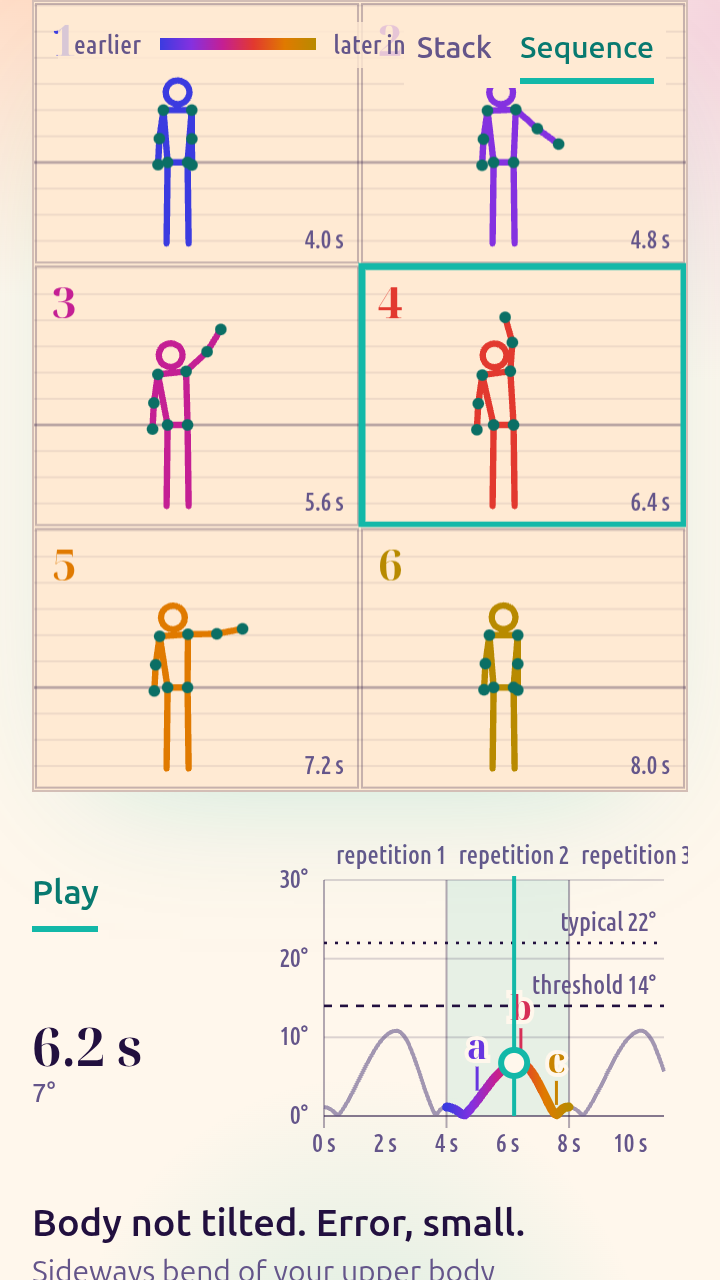 1 earlier later in 2 Stack Sequence
4.0 s 4.8 s
3 4
5.6 s 6.4 s
5 6
7.2 s 8.0 s
repetition 1 repetition 2 repetition 3
Play
30°
typical 22°
20°
threshold 14°
b
10°
6.2 s
a
c
7°
0°
0 s 2 s 4 s 6 s 8 s 10 s
Body not tilted. Error, small.
Sideways bend of your upper body